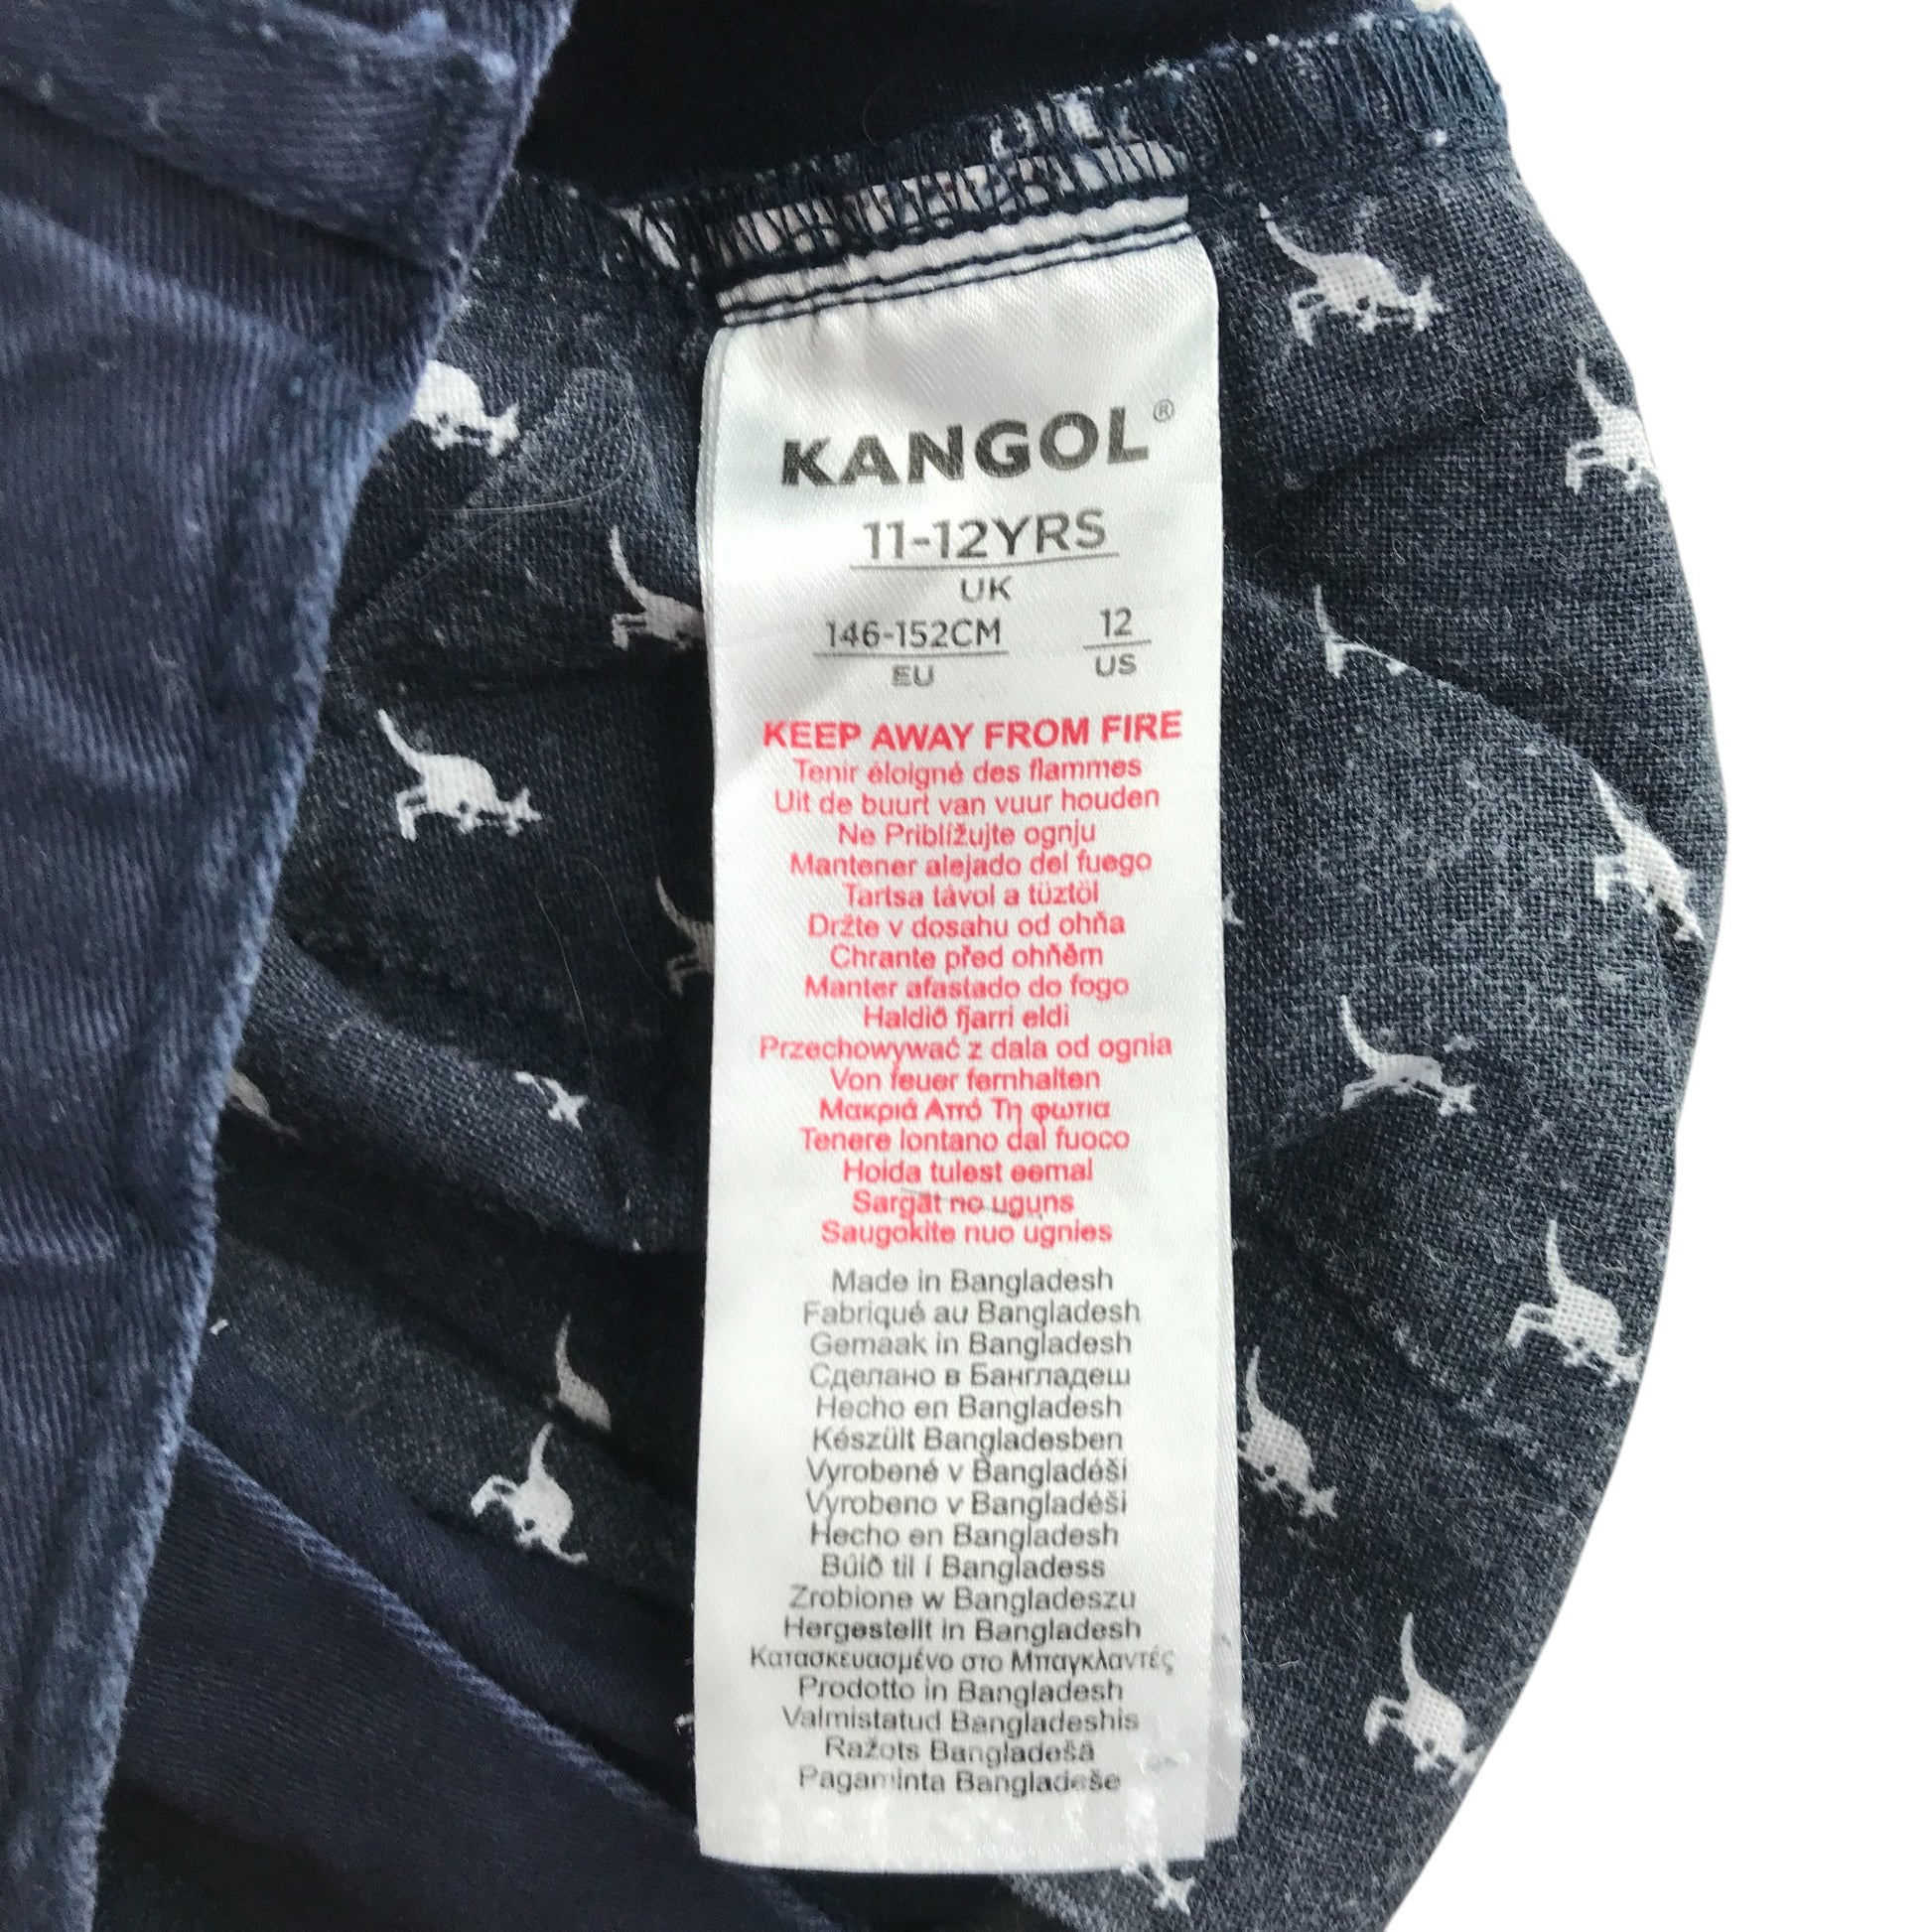 KANGOL®
11-12YRS
UK
146-152CM 12
EU US
KEEP AWAY FROM FIRE
Tenir éloigné des flammes
Uit de buurt van vuur houden
Ne Priblížujte ognju
Mantener alejado del fuego
Tartsa távol a tüztöl
Držte v dosahu od ohňa
Chrante před ohňěm
Manter afastado do fogo
Haldið fjarri eldi
Przechowywać z dala od ognia
Von feuer fernhalten
Μακριά Από Τη φωτια
Tenere lontano dal fuoco
Hoida tulest eemal
Sargāt no uguns
Saugokite nuo ugnies
Made in Bangladesh
Fabriqué au Bangladesh
Gemaak in Bangladesh
Сделано в Бангладеш
Hecho en Bangladesh
Készült Bangladesben
Vyrobené v Bangladéši
Vyrobeno v Bangladéši
Hecho en Bangladesh
Búið til í Bangladess
Zrobione w Bangladeszu
Hergestellt in Bangladesh
Κατασκευασμένο στο Μπαγκλαντές
Prodotto in Bangladesh
Valmistatud Bangladeshis
Ražots Bangladešā
Pagaminta Bangladeše